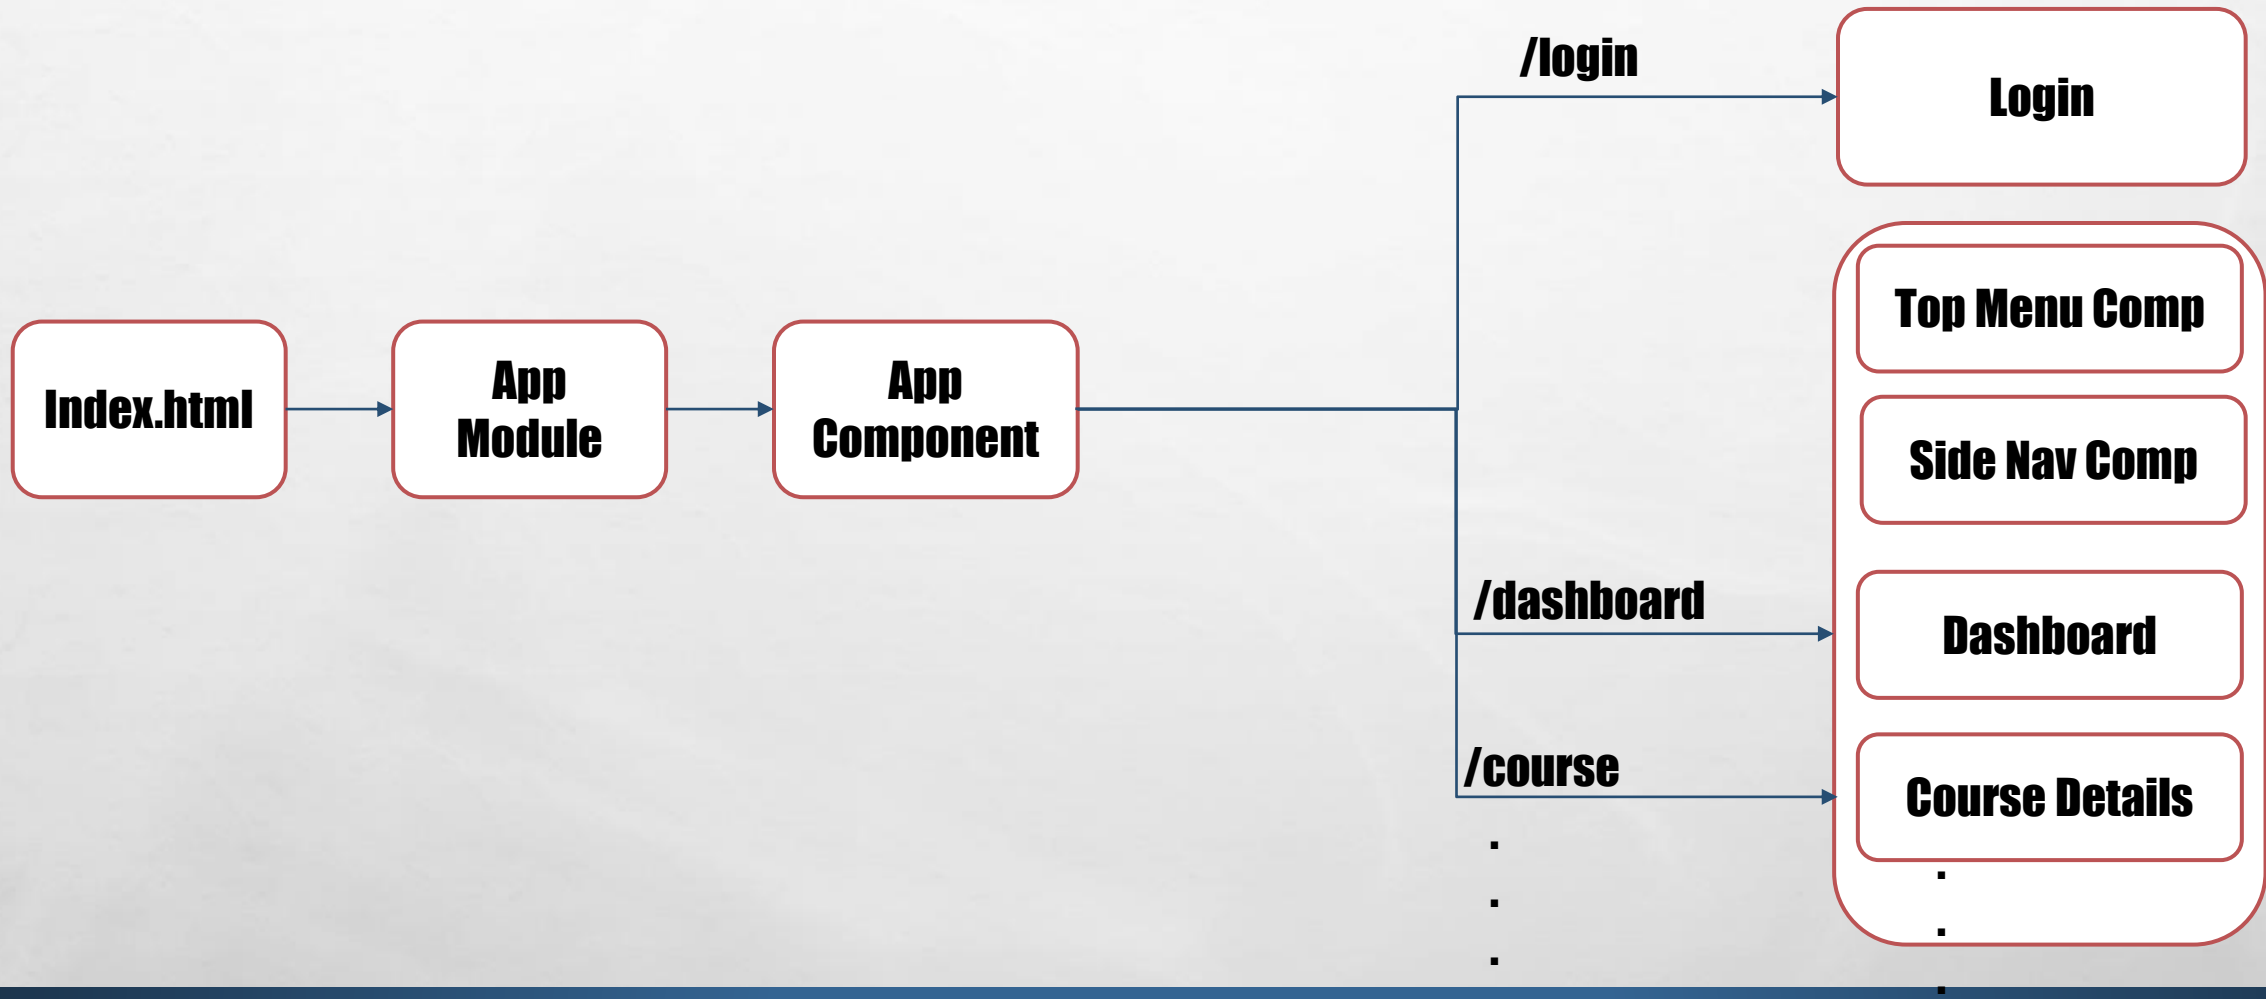 /login
Login
Top Menu Comp
Index.html
App
Module
App
Component
Side Nav Comp
/dashboard
Dashboard
/course
Course Details
.
.
.
.
.
.